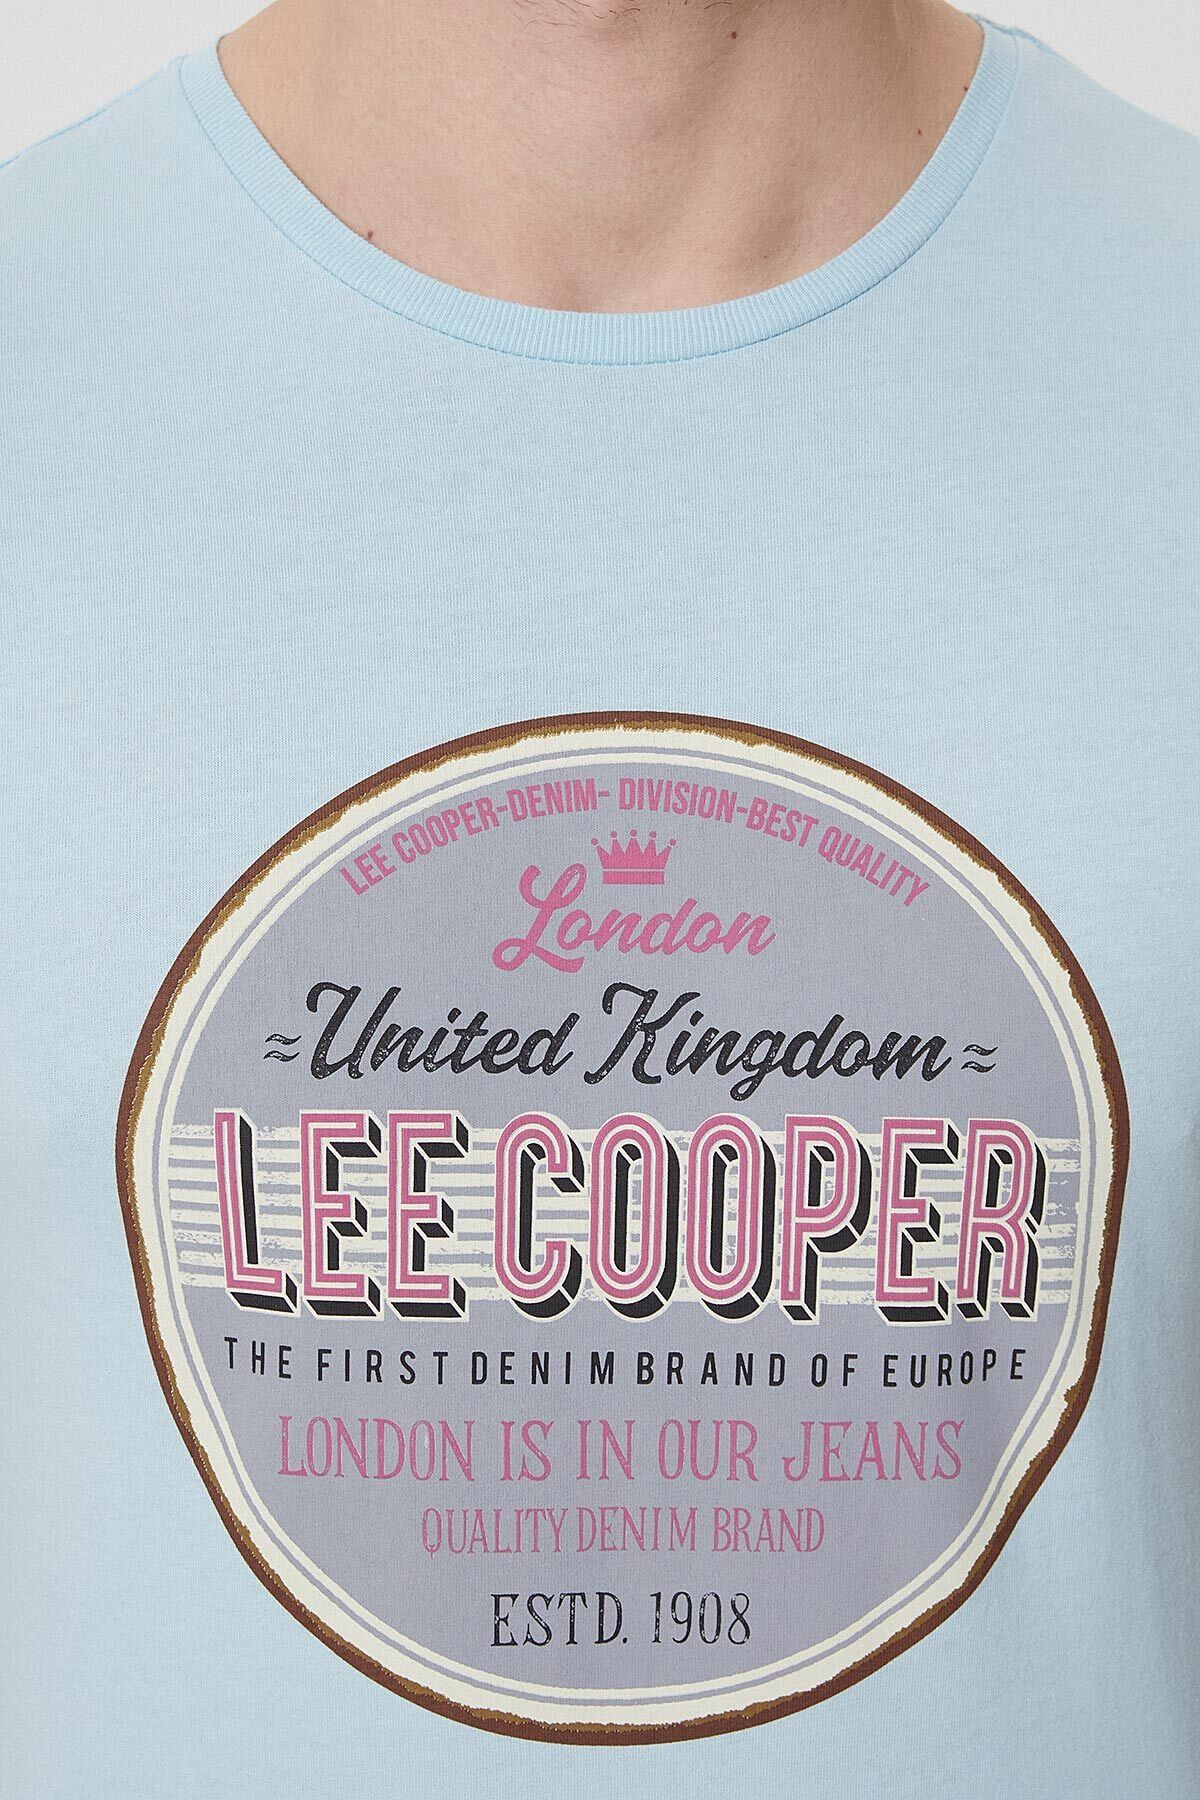 LEE COOPER-DENIM- DIVISION-BEST QUALITY
London
≈United Kingdom≈
LEE COOPER
THE FIRST DENIM BRAND OF EUROPE
LONDON IS IN OUR JEANS
QUALITY DENIM BRAND
ESTD. 1908